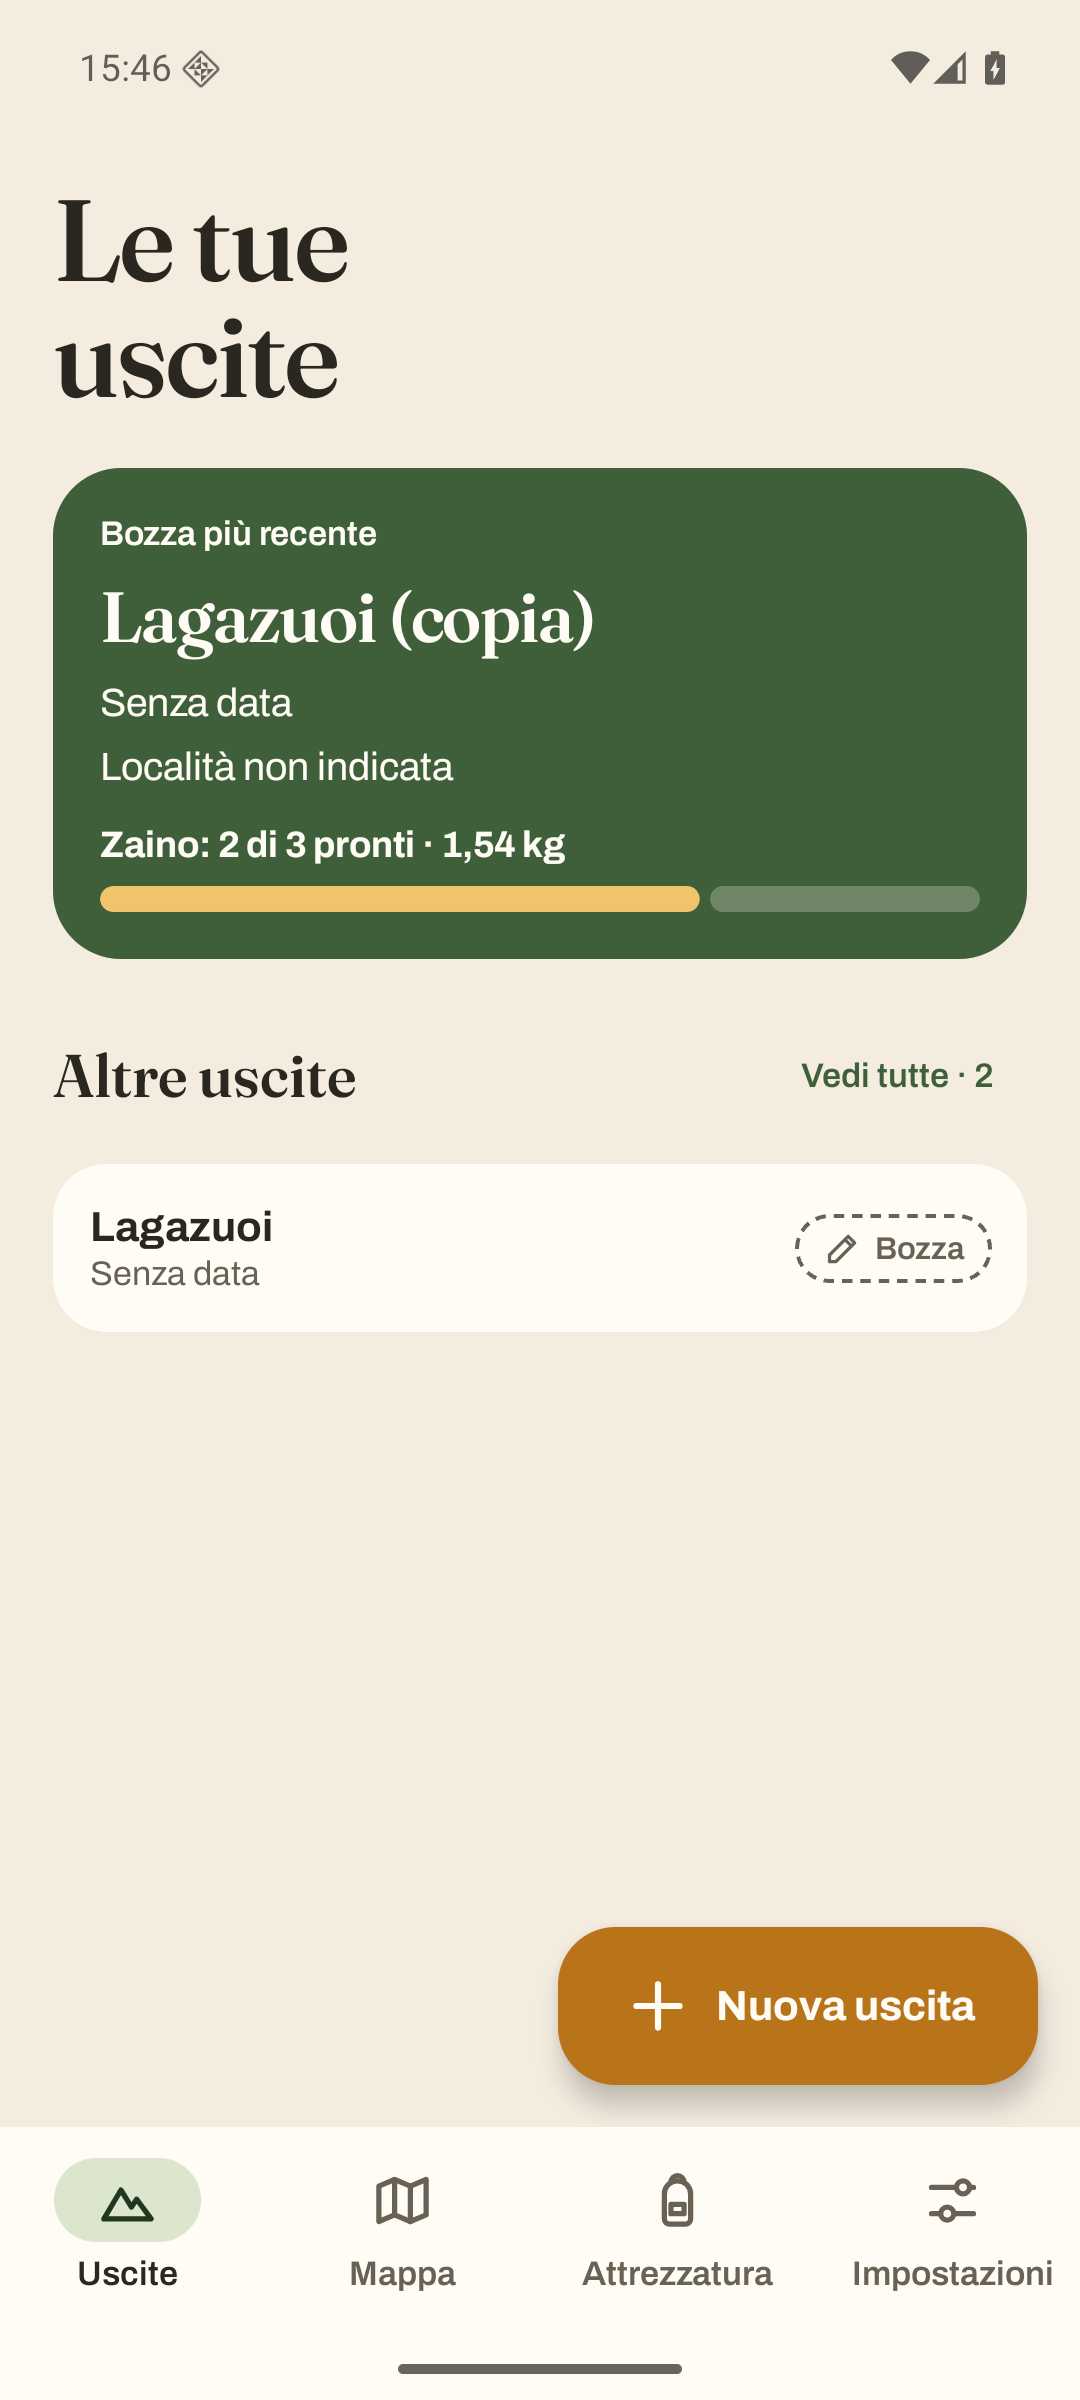 15:46
Le tue
uscite
Bozza più recente
Lagazuoi (copia)
Senza data
Località non indicata
Zaino: 2 di 3 pronti · 1,54 kg
Altre uscite
Vedi tutte · 2
Lagazuoi
Senza data
Bozza
Nuova uscita
Uscite
Mappa
Attrezzatura
Impostazioni